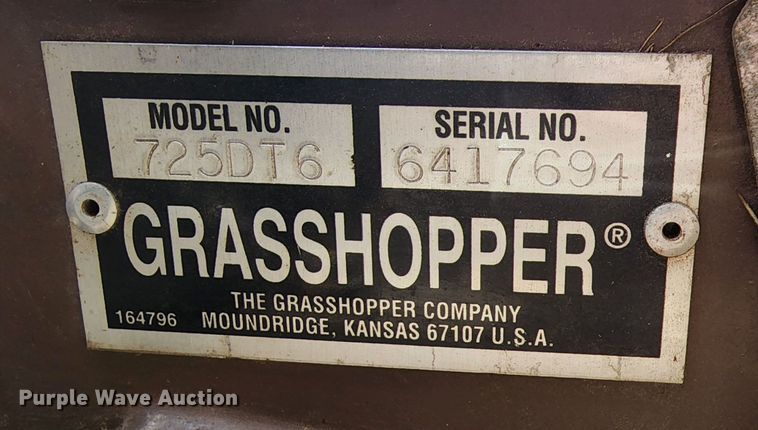 MODEL NO.
725DT6
SERIAL NO.
6417694
GRASSHOPPER®
THE GRASSHOPPER COMPANY
164796 MOUNDRIDGE, KANSAS 67107 U.S.A.
Purple Wave Auction